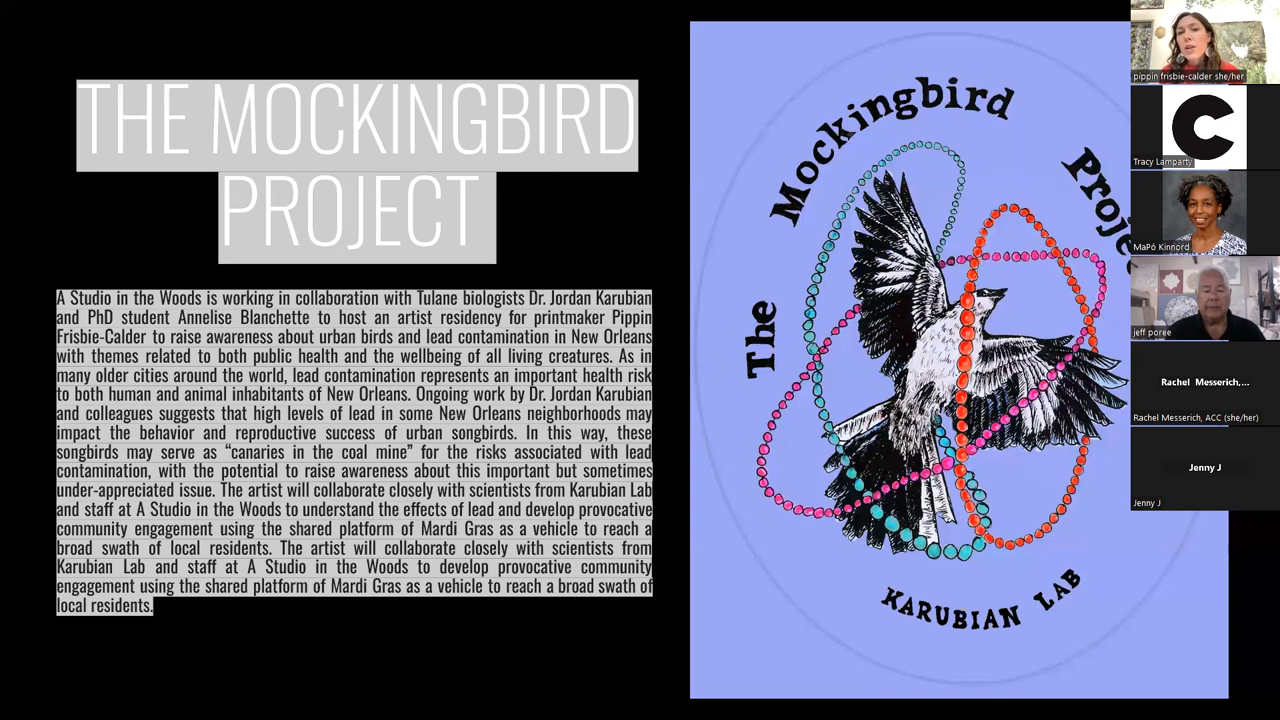 THE MOCKINGBIRD
PROJECT
A Studio in the Woods is working in collaboration with Tulane biologists Dr. Jordan Karubian
and PhD student Annelise Blanchette to host an artist residency for printmaker Pippin
Frisbie-Calder to raise awareness about urban birds and lead contamination in New Orleans
with themes related to both public health and the wellbeing of all living creatures. As in
many older cities around the world, lead contamination represents an important health risk
to both human and animal inhabitants of New Orleans. Ongoing work by Dr. Jordan Karubian
and colleagues suggests that high levels of lead in some New Orleans neighborhoods may
impact the behavior and reproductive success of urban songbirds. In this way, these
songbirds may serve as “canaries in the coal mine” for the risks associated with lead
contamination, with the potential to raise awareness about this important but sometimes
under-appreciated issue. The artist will collaborate closely with scientists from Karubian Lab
and staff at A Studio in the Woods to understand the effects of lead and develop provocative
community engagement using the shared platform of Mardi Gras as a vehicle to reach a
broad swath of local residents. The artist will collaborate closely with scientists from
Karubian Lab and staff at A Studio in the Woods to develop provocative community
engagement using the shared platform of Mardi Gras as a vehicle to reach a broad swath of
local residents.
The Mockingbird Projec
KARUBIAN LAB
pippin frisbie-calder she/her
C
Tracy Lamparty
MaPó Kinnord
jeff poree
Rachel Messerich,...
Rachel Messerich, ACC (she/her)
Jenny J
Jenny J